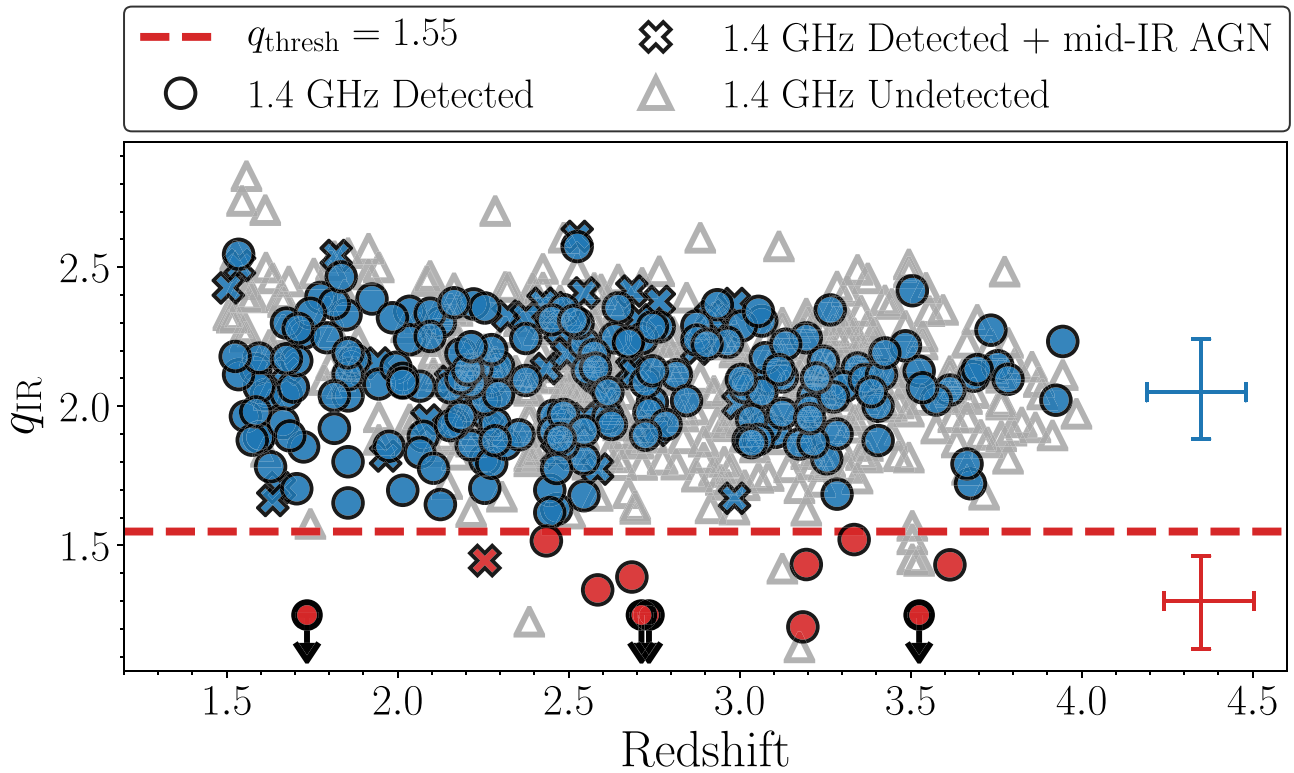 q_thresh = 1.55
1.4 GHz Detected + mid-IR AGN
1.4 GHz Detected
1.4 GHz Undetected
2.5
2.0
1.5
q_IR
1.5 2.0 2.5 3.0 3.5 4.0 4.5
Redshift